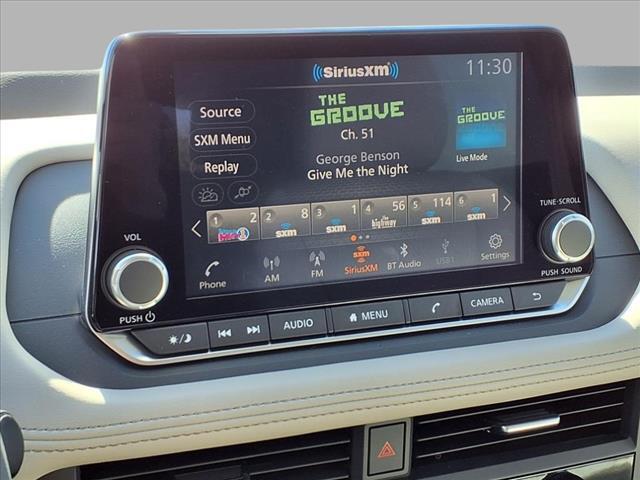 SiriusXM
11:30
Source
THE GROOVE
Ch. 51
THE GROOVE
SXM Menu
George Benson
Live Mode
Replay
Give Me the Night
1 2
2 8 sxm
3 1 sxm
4 56 the highway
5 114 sxm
6 1 sxm
Phone
AM
FM
SiriusXM
BT Audio
USB1
Settings
VOL
PUSH
TUNE·SCROLL
PUSH SOUND
AUDIO
MENU
CAMERA